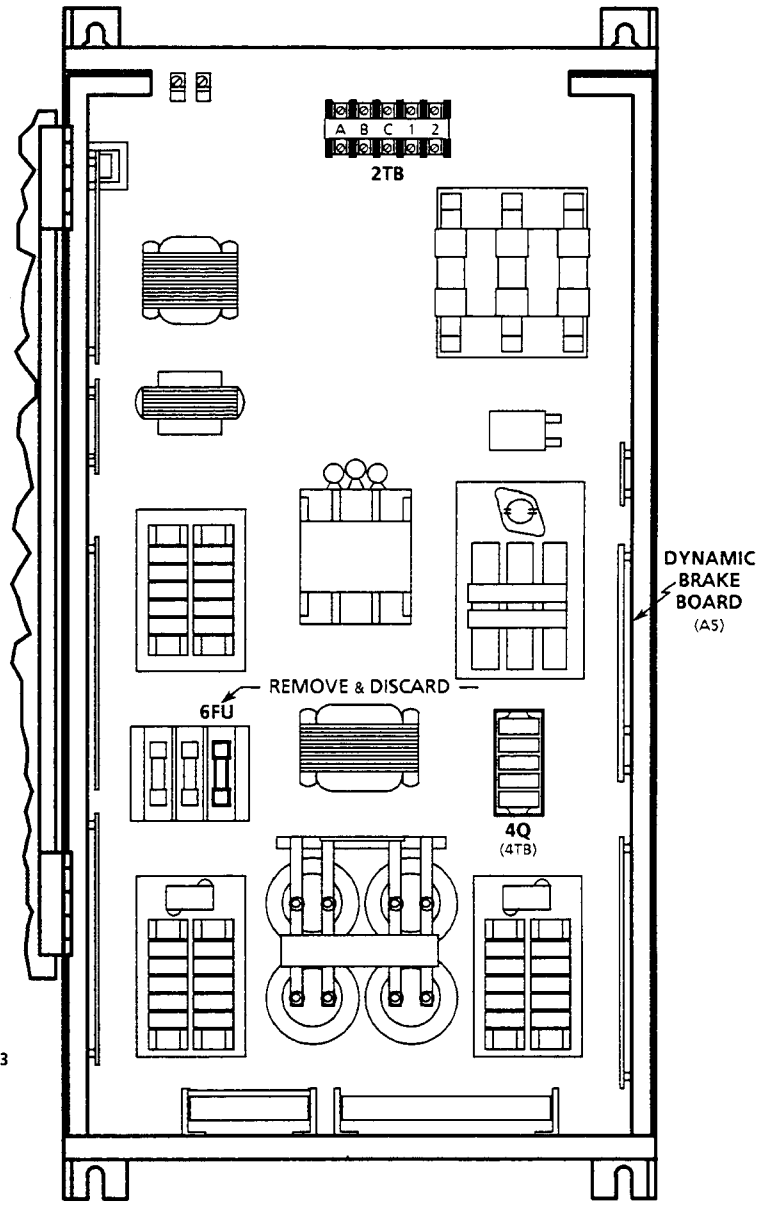 A B C 1 2
2TB
DYNAMIC
BRAKE
BOARD
(A5)
REMOVE & DISCARD
6FU
4Q
(4TB)
3